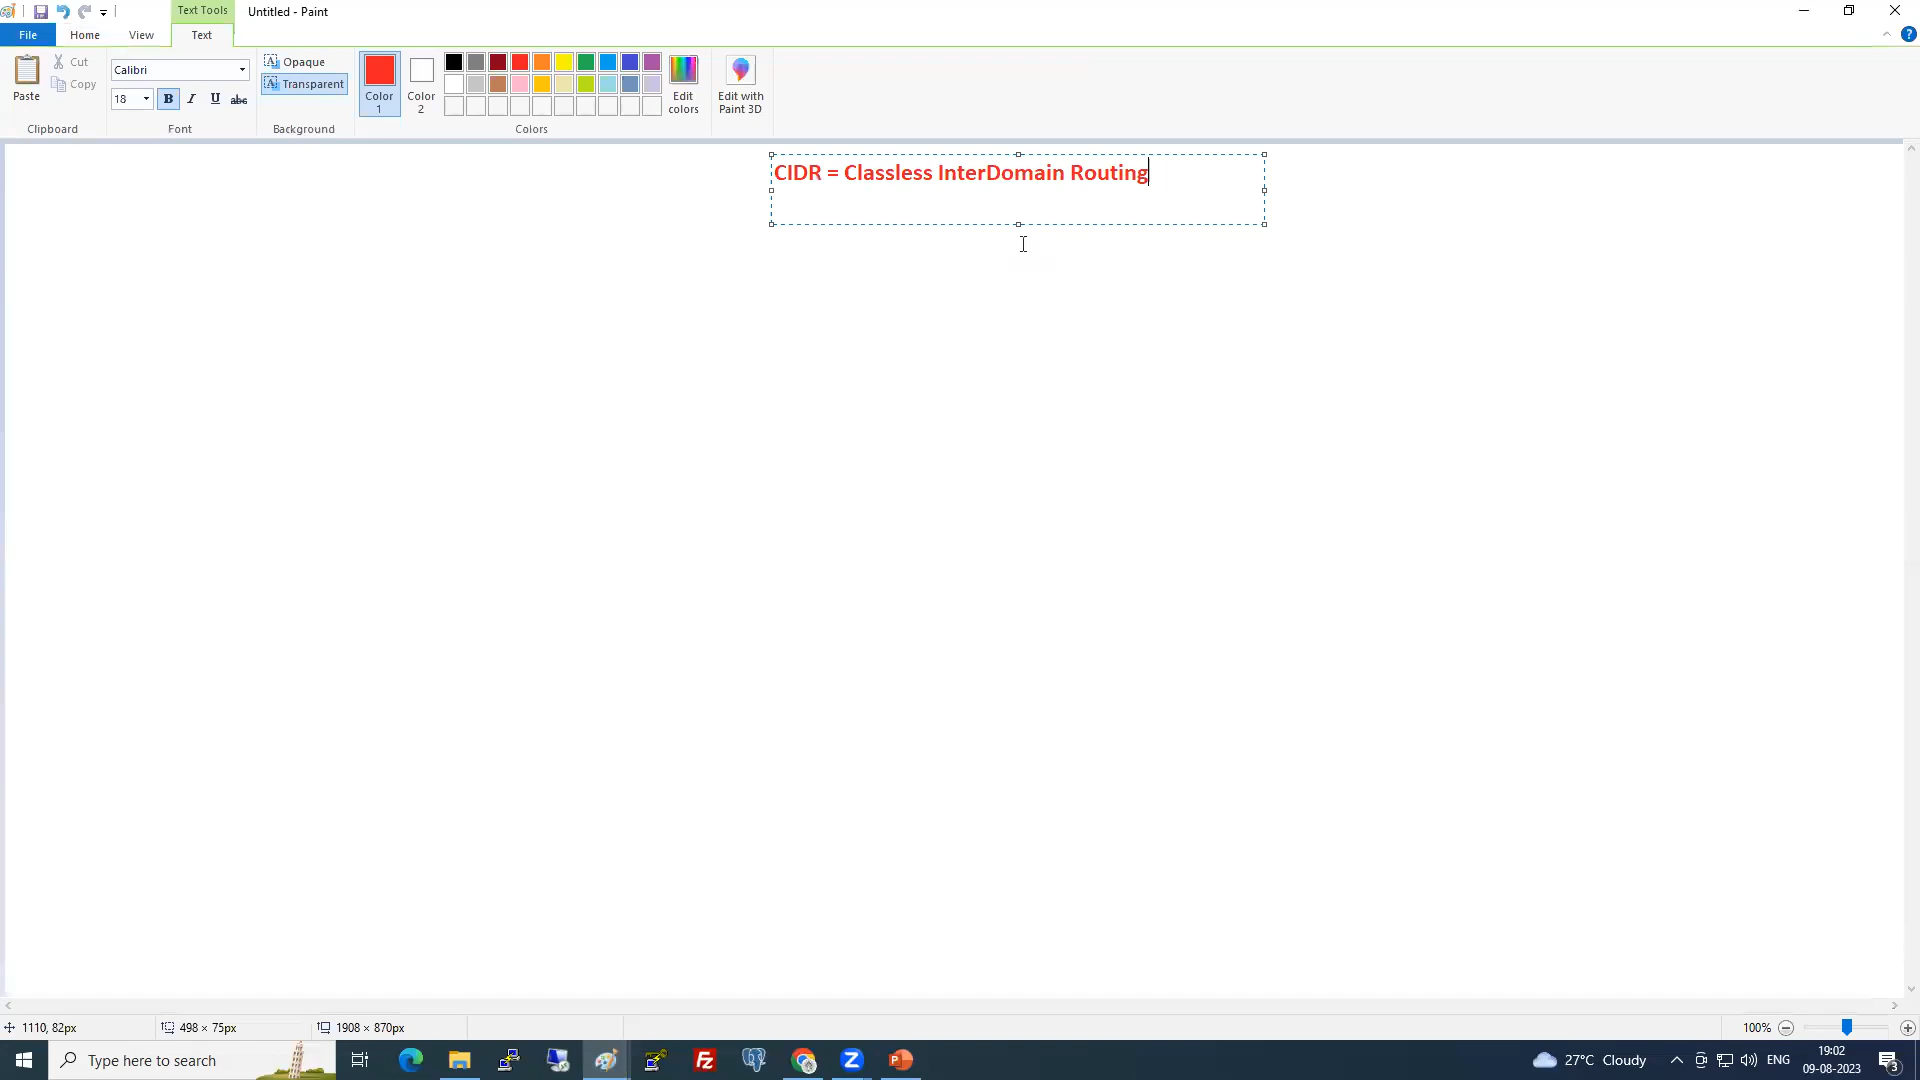 Text Tools
Untitled - Paint
File
Home
View
Text
Paste
Cut
Copy
Clipboard
Calibri
18
B
I
U
abc
Font
Opaque
Transparent
Background
Color
1
Color
2
Edit
colors
Colors
Edit with
Paint 3D
CIDR = Classless InterDomain Routing
1110, 82px
498 × 75px
1908 × 870px
100%
Type here to search
27°C Cloudy
ENG
19:02
09-08-2023
3